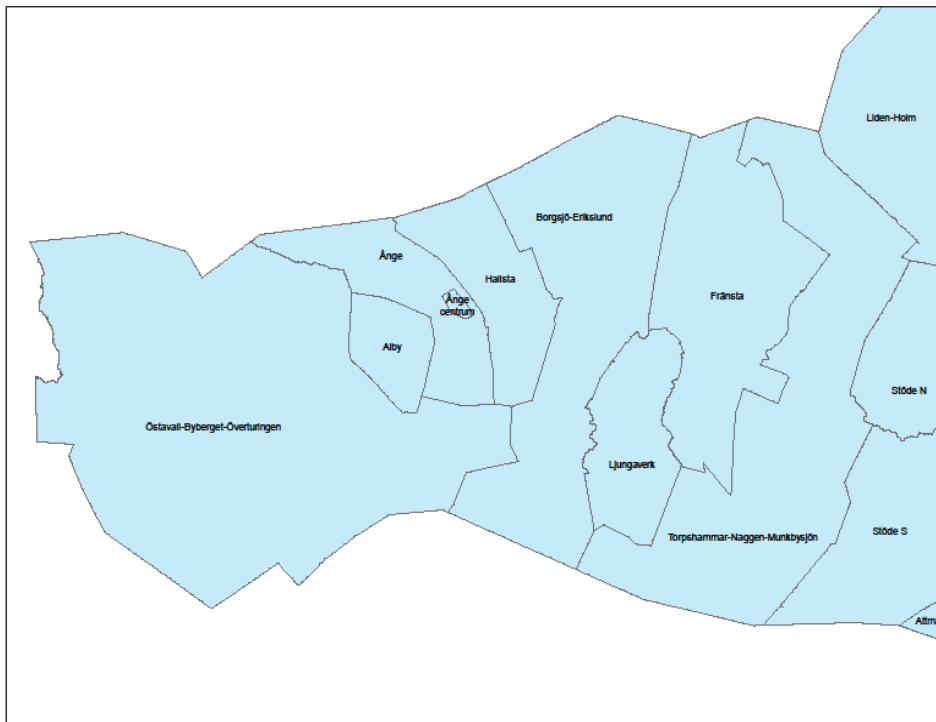 Liden-Holm
Borgsjö-Erikslund
Ånge
Hallsta
Fränsta
Ånge
centrum
Alby
Stöde N
Östavall-Byberget-Överturingen
Ljungaverk
Stöde S
Torpshammar-Naggen-Munkbysjön
Attma